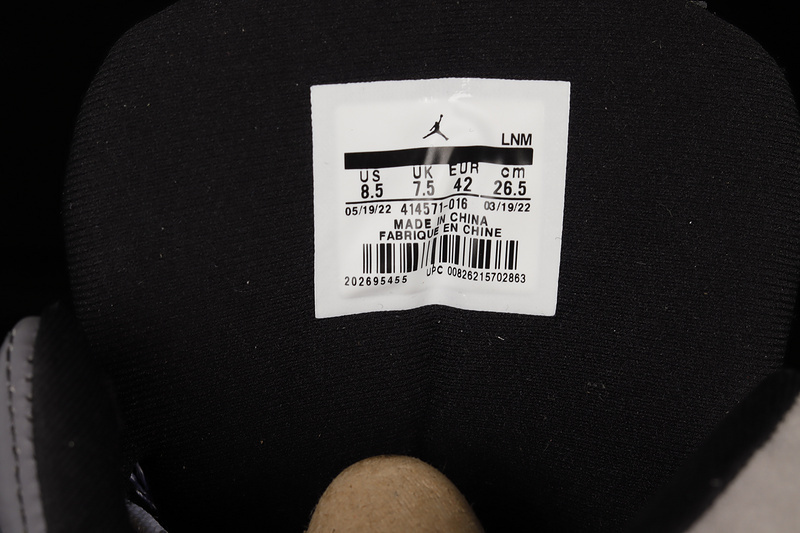 LNM
US UK EUR cm
8.5 7.5 42 26.5
05/19/22 414571-016 03/19/22
MADE IN CHINA
FABRIQUE EN CHINE
202695455 UPC 00826215702863